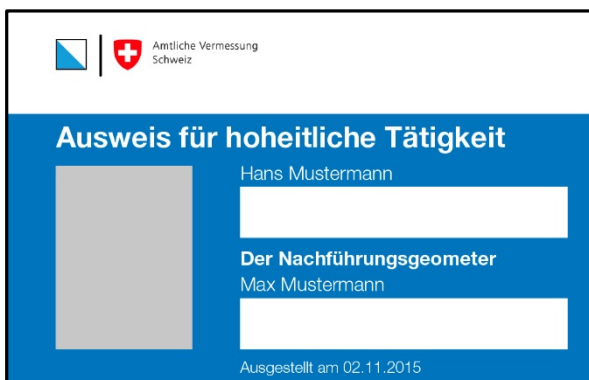 Amtliche Vermessung
Schweiz
Ausweis für hoheitliche Tätigkeit
Hans Mustermann
Der Nachführungsgeometer
Max Mustermann
Ausgestellt am 02.11.2015